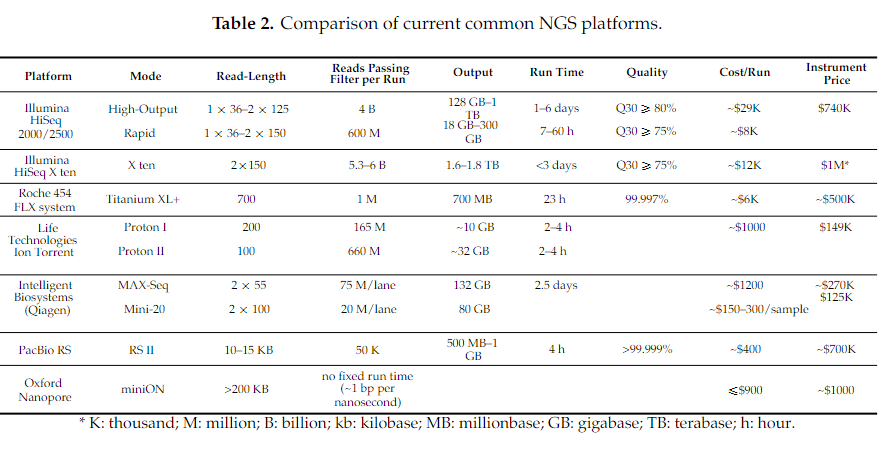 Table 2. Comparison of current common NGS platforms.
Platform Mode Read-Length Reads Passing Filter per Run Output Run Time Quality Cost/Run Instrument Price
Illumina HiSeq 2000/2500 High-Output 1 × 36–2 × 125 4 B 128 GB–1 TB 1–6 days Q30 ⩾ 80% ~$29K $740K
Rapid 1 × 36–2 × 150 600 M 18 GB–300 GB 7–60 h Q30 ⩾ 75% ~$8K
Illumina HiSeq X ten X ten 2×150 5.3–6 B 1.6–1.8 TB <3 days Q30 ⩾ 75% ~$12K $1M*
Roche 454 FLX system Titanium XL+ 700 1 M 700 MB 23 h 99.997% ~$6K ~$500K
Life Technologies Ion Torrent Proton I 200 165 M ~10 GB 2–4 h ~$1000 $149K
Proton II 100 660 M ~32 GB 2–4 h
Intelligent Biosystems (Qiagen) MAX-Seq 2 × 55 75 M/lane 132 GB 2.5 days ~$1200 ~$270K
Mini-20 2 × 100 20 M/lane 80 GB ~$150–300/sample $125K
PacBio RS RS II 10–15 KB 50 K 500 MB–1 GB 4 h >99.999% ~$400 ~$700K
Oxford Nanopore miniON >200 KB no fixed run time (~1 bp per nanosecond) ⩽$900 ~$1000
* K: thousand; M: million; B: billion; kb: kilobase; MB: millionbase; GB: gigabase; TB: terabase; h: hour.